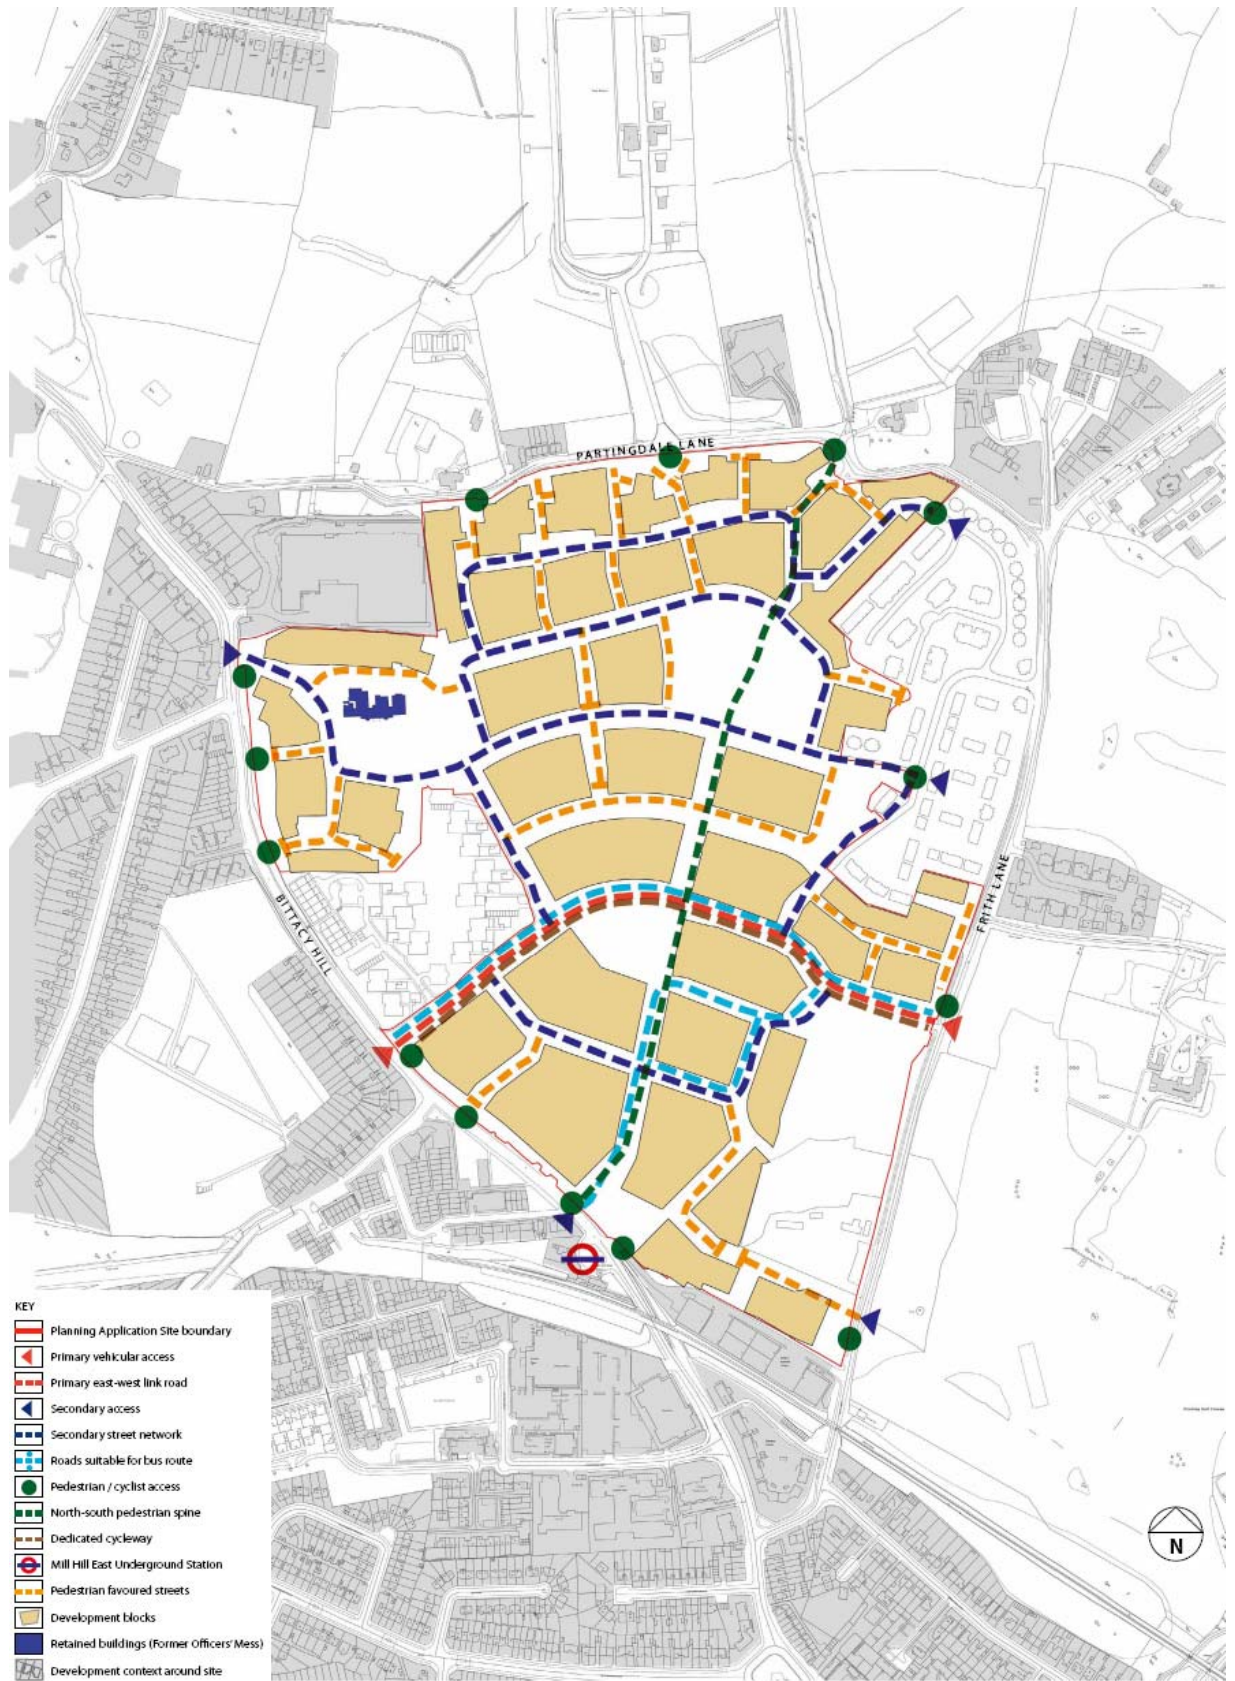 PARTINGDALE LANE
BITTACY HILL
FRITH LANE
N
KEY
Planning Application Site boundary
Primary vehicular access
Primary east-west link road
Secondary access
Secondary street network
Roads suitable for bus route
Pedestrian / cyclist access
North-south pedestrian spine
Dedicated cycleway
Mill Hill East Underground Station
Pedestrian favoured streets
Development blocks
Retained buildings (Former Officers' Mess)
Development context around site